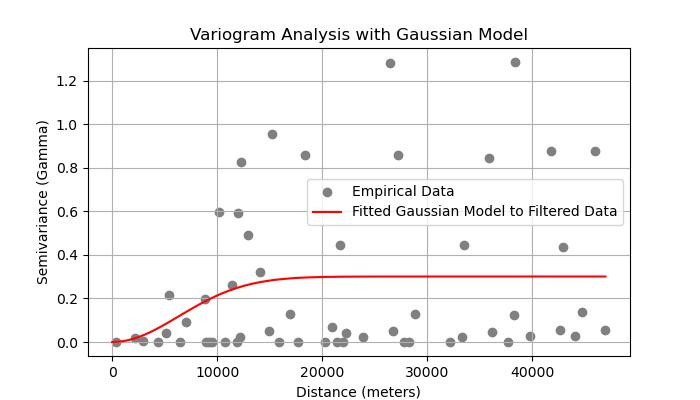 Variogram Analysis with Gaussian Model
Semivariance (Gamma)
1.2
1.0
0.8
0.6
0.4
0.2
0.0
Empirical Data
Fitted Gaussian Model to Filtered Data
0 10000 20000 30000 40000
Distance (meters)